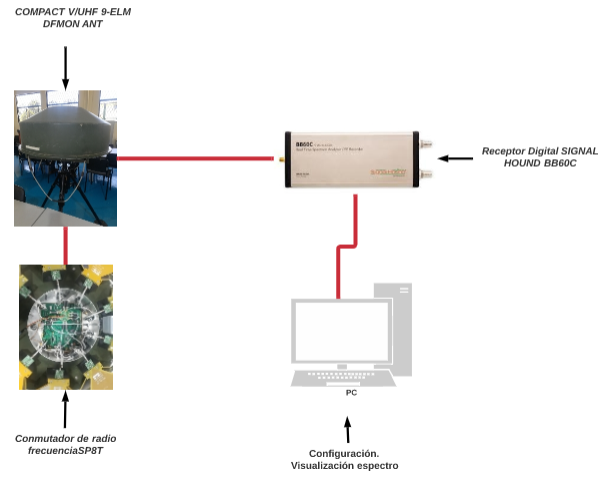 COMPACT V/UHF 9-ELM
DFMON ANT
BB60C
Receptor Digital SIGNAL
HOUND BB60C
PC
Conmutador de radio
frecuenciaSP8T
Configuración.
Visualización espectro